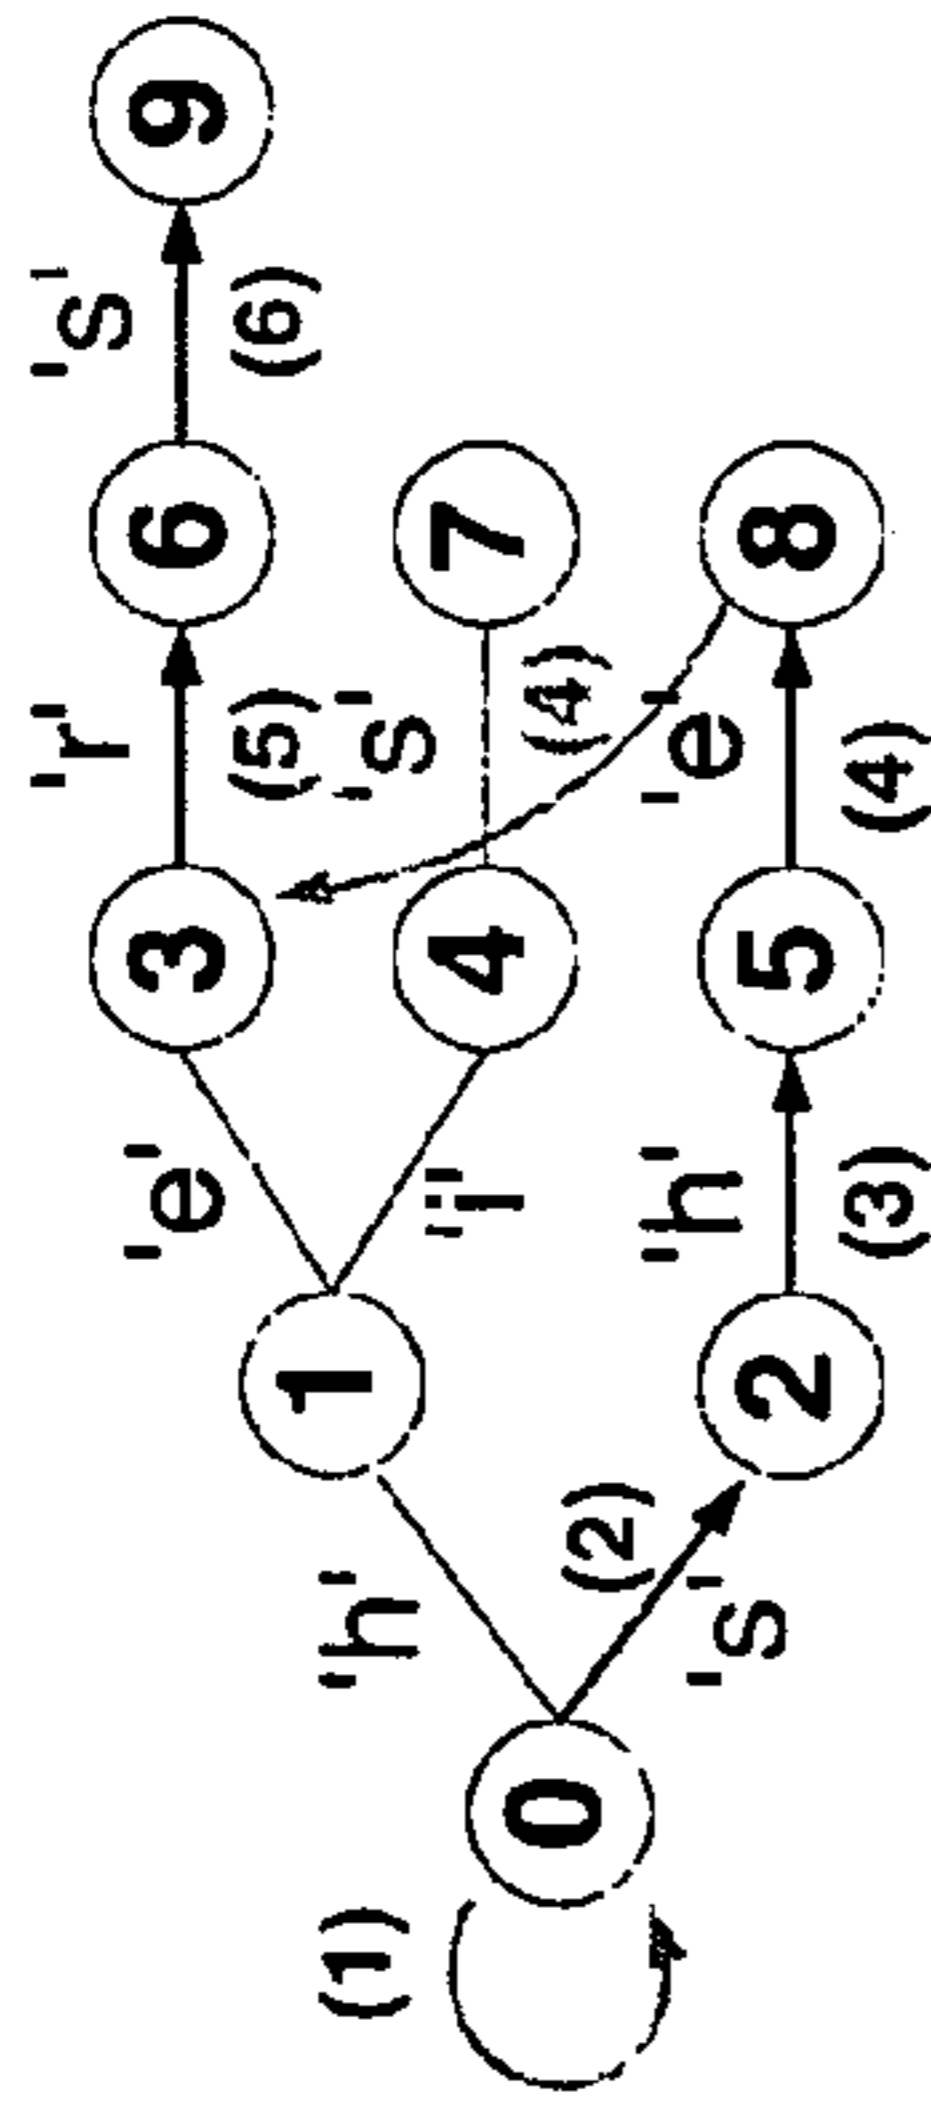 'r' 's'
'e' 3 6 9
(5) (6)
(1) 'h' 1
's'
'i' 4 7
0 (2) (4)
's' 'h' 'e'
2 5 8
(3) (4)